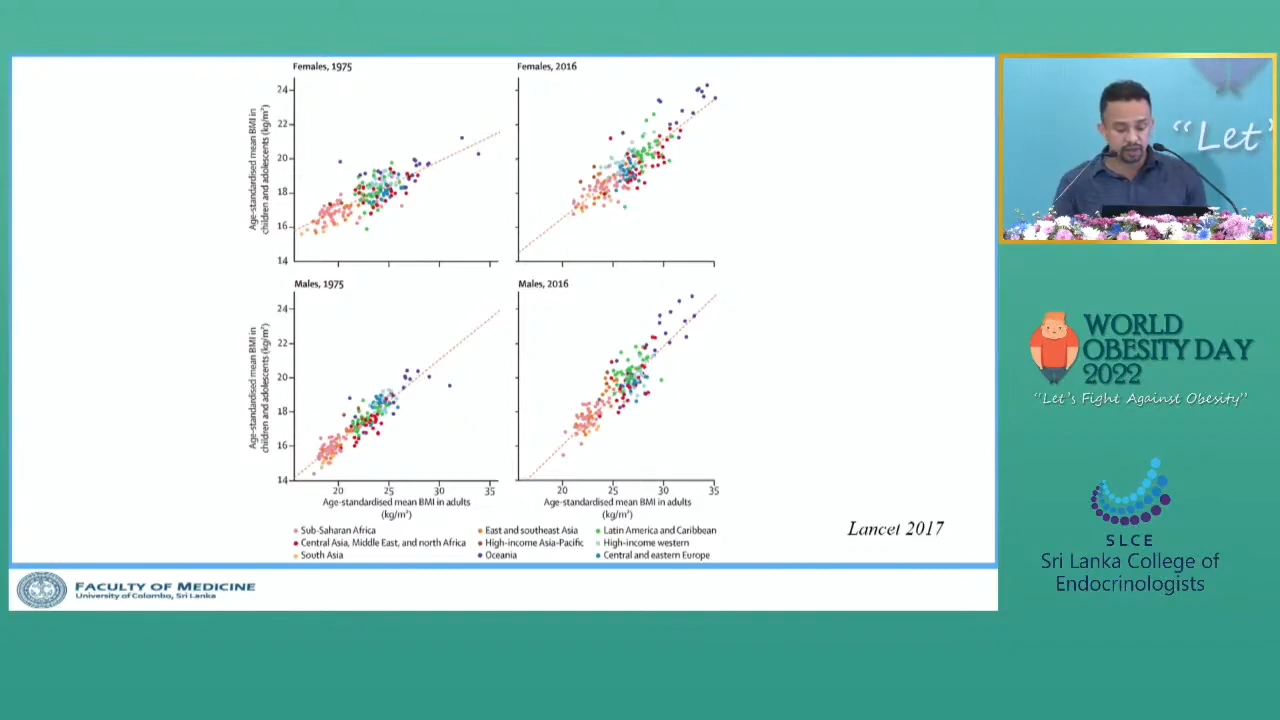 Females, 1975
Females, 2016
24
22
20
18
16
14
Age-standardised mean BMI in
children and adolescents (kg/m²)
Males, 1975
Males, 2016
24
22
20
18
16
14
Age-standardised mean BMI in
children and adolescents (kg/m²)
20 25 30 35
20 25 30 35
Age-standardised mean BMI in adults
(kg/m²)
Age-standardised mean BMI in adults
(kg/m²)
Sub-Saharan Africa
East and southeast Asia
Latin America and Caribbean
Central Asia, Middle East, and north Africa
High-income Asia-Pacific
High-income western
South Asia
Oceania
Central and eastern Europe
Lancet 2017
FACULTY OF MEDICINE
University of Colombo, Sri Lanka
"Let'
WORLD
OBESITY DAY
2022
"Let's Fight Against Obesity"
SLCE
Sri Lanka College of
Endocrinologists